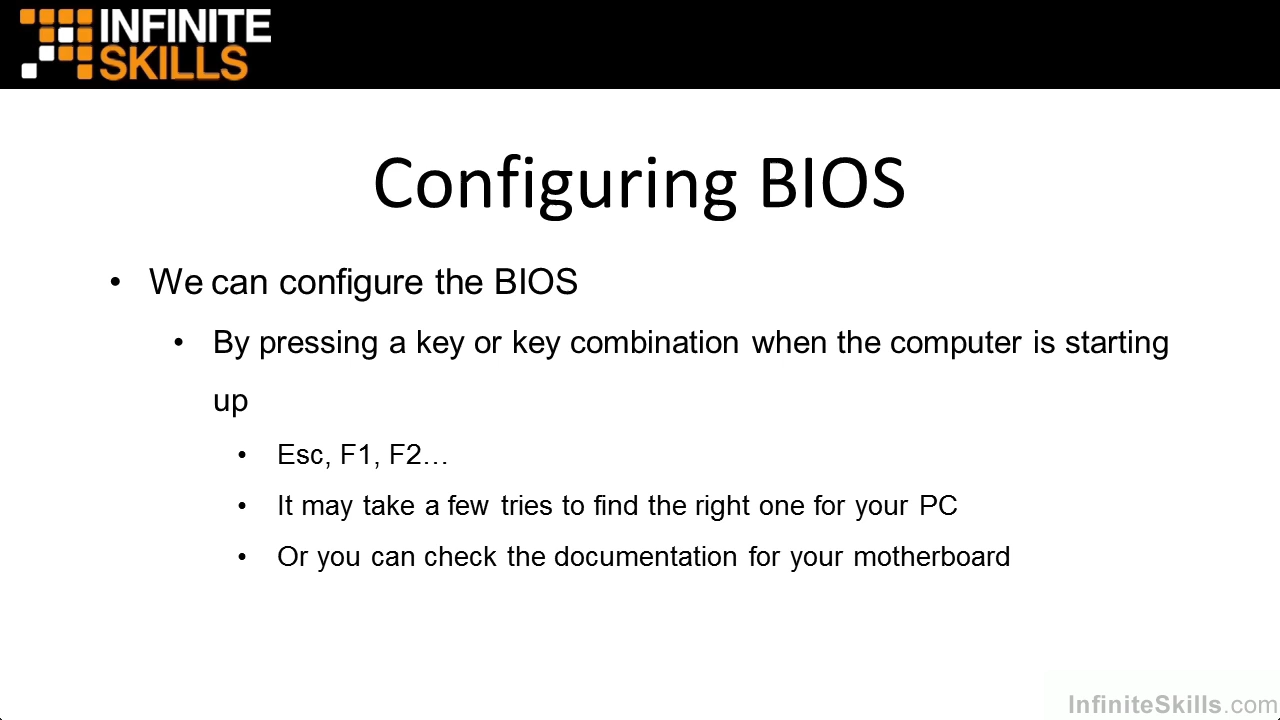 INFINITE
SKILLS
Configuring BIOS
• We can configure the BIOS
• By pressing a key or key combination when the computer is starting
up
• Esc, F1, F2…
• It may take a few tries to find the right one for your PC
• Or you can check the documentation for your motherboard
InfiniteSkills.com